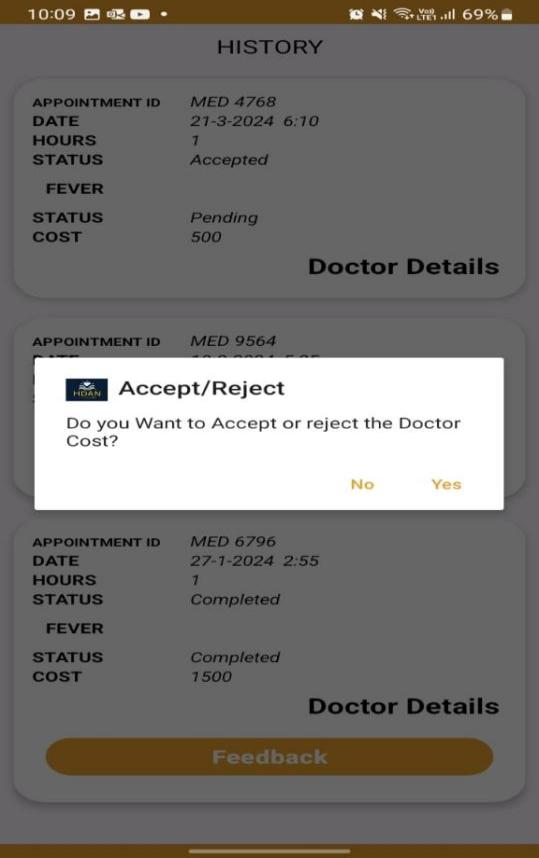 10:09 69%
HISTORY
APPOINTMENT ID MED 4768
DATE 21-3-2024 6:10
HOURS 1
STATUS Accepted
FEVER
STATUS Pending
COST 500
Doctor Details
APPOINTMENT ID MED 9564
HDAN Accept/Reject
Do you Want to Accept or reject the Doctor
Cost?
No Yes
APPOINTMENT ID MED 6796
DATE 27-1-2024 2:55
HOURS 1
STATUS Completed
FEVER
STATUS Completed
COST 1500
Doctor Details
Feedback